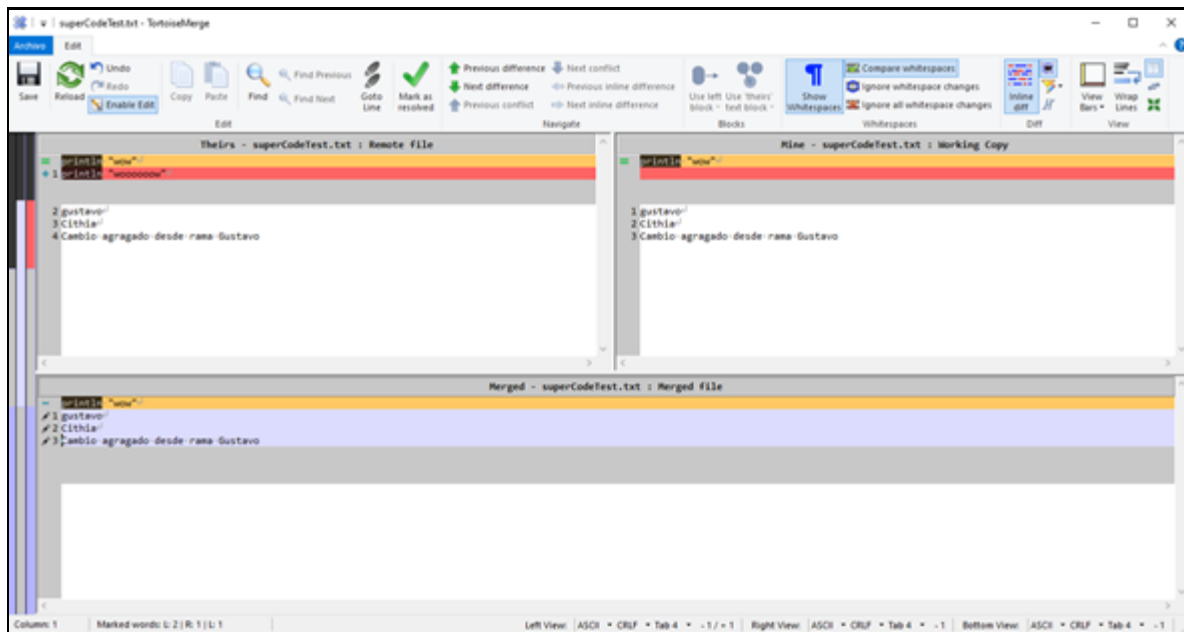 superCodeTest.txt - TortoiseMerge
Archivo Edit
Save Reload Undo Redo Enable Edit Copy Paste Find Find Previous Find Next Goto Line Mark as resolved
Edit
Previous difference Next conflict
Next difference Previous inline difference
Previous conflict Next inline difference
Navigate
Use left block Use 'theirs' text block
Blocks
Show Whitespaces Compare whitespaces
Ignore whitespace changes
Ignore all whitespace changes
Whitespaces
Inline diff
Diff
View Bars Wrap Lines
View
Theirs - superCodeTest.txt : Remote file
println "wow"
1 println "woooooow"
2 gustavo
3 Cithia
4 Cambio agragado desde rama Gustavo
Mine - superCodeTest.txt : Working Copy
println "wow"
1 gustavo
2 Cithia
3 Cambio agragado desde rama Gustavo
Merged - superCodeTest.txt : Merged file
println "wow"
1 gustavo
2 Cithia
3 Cambio agragado desde rama Gustavo
Column: 1 Marked words: L: 2 | R: 1 | L: 1 Left View: ASCII CRLF Tab 4 - 1 / + 1 Right View: ASCII CRLF Tab 4 - 1 Bottom View: ASCII CRLF Tab 4 - 1